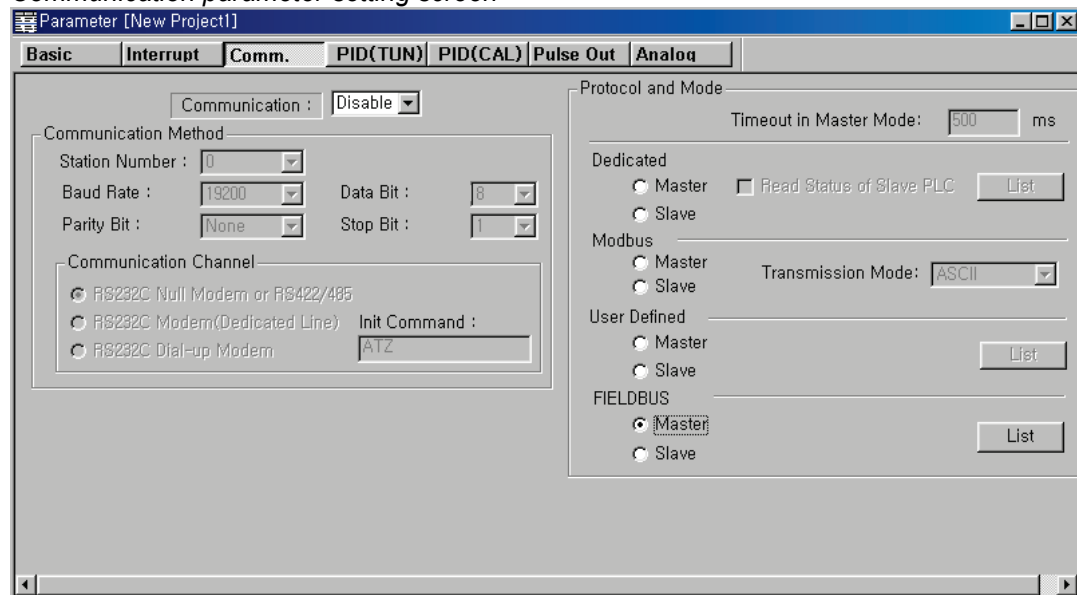 Communication parameter setting screen
Parameter [New Project1]
Basic Interrupt Comm. PID(TUN) PID(CAL) Pulse Out Analog
Communication : Disable
Communication Method
Station Number : 0
Baud Rate : 19200 Data Bit : 8
Parity Bit : None Stop Bit : 1
Communication Channel
RS232C Null Modem or RS422/485
RS232C Modem(Dedicated Line) Init Command :
RS232C Dial-up Modem ATZ
Protocol and Mode
Timeout in Master Mode: 500 ms
Dedicated
Master Read Status of Slave PLC List
Slave
Modbus
Master
Transmission Mode: ASCII
Slave
User Defined
Master
List
Slave
FIELDBUS
Master
List
Slave